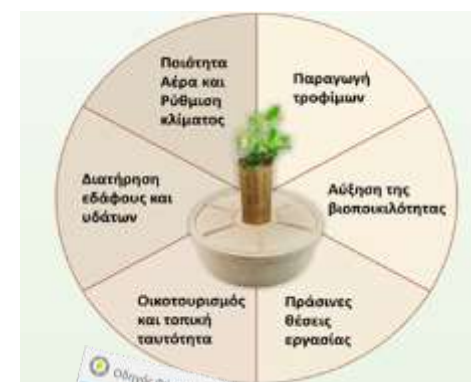 Ποιότητα
Αέρα και
Ρύθμιση
κλίματος
Παραγωγή
τροφίμων
Αύξηση της
βιοποικιλότητας
Πράσινες
θέσεις
εργασίας
Οικοτουρισμός
και τοπική
ταυτότητα
Διατήρηση
εδάφους και
υδάτων
Οδηγός